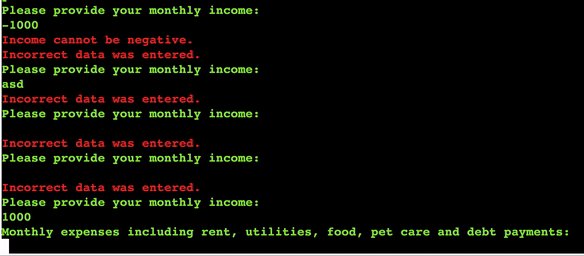 Please provide your monthly income:
-1000
Income cannot be negative.
Incorrect data was entered.
Please provide your monthly income:
asd
Incorrect data was entered.
Please provide your monthly income:
Incorrect data was entered.
Please provide your monthly income:
Incorrect data was entered.
Please provide your monthly income:
1000
Monthly expenses including rent, utilities, food, pet care and debt payments: